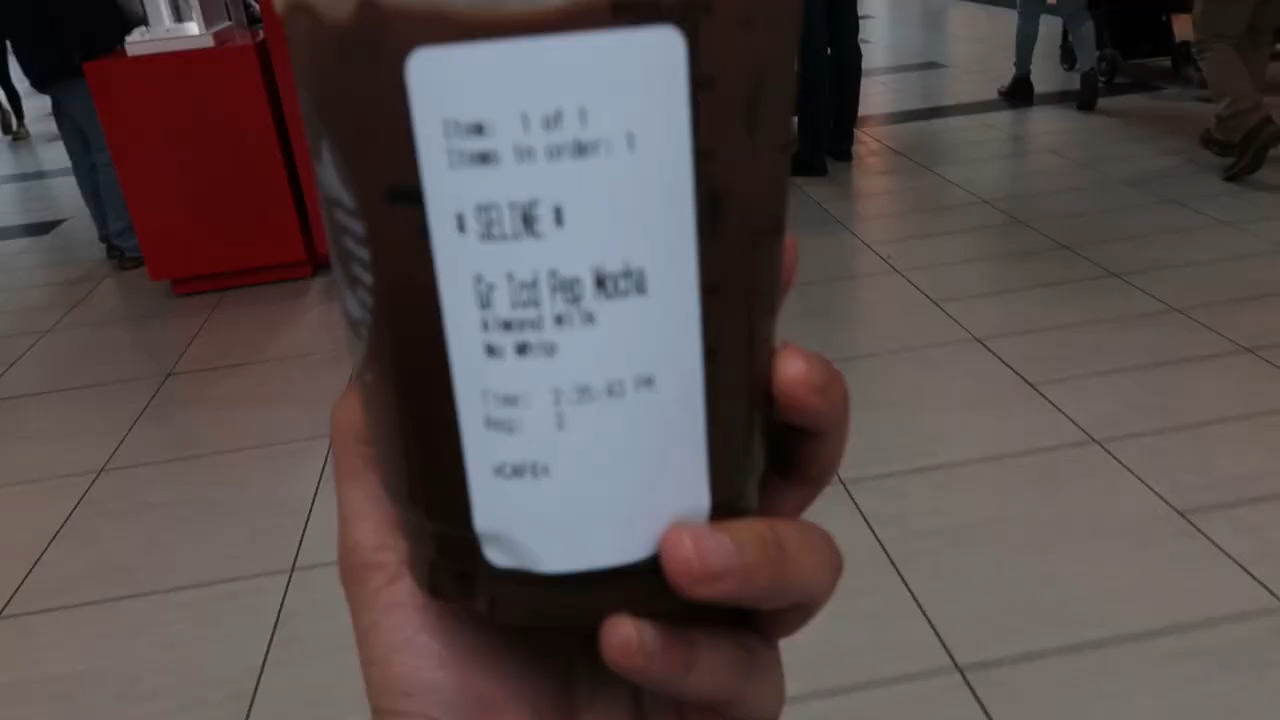 Item: 1 of 1
Items in order: 1
* SELINE *
Gr Icd Pep Mocha
Almond Milk
No Whip
Time: 2:35:43 PM
Reg: 2
>CAFE<